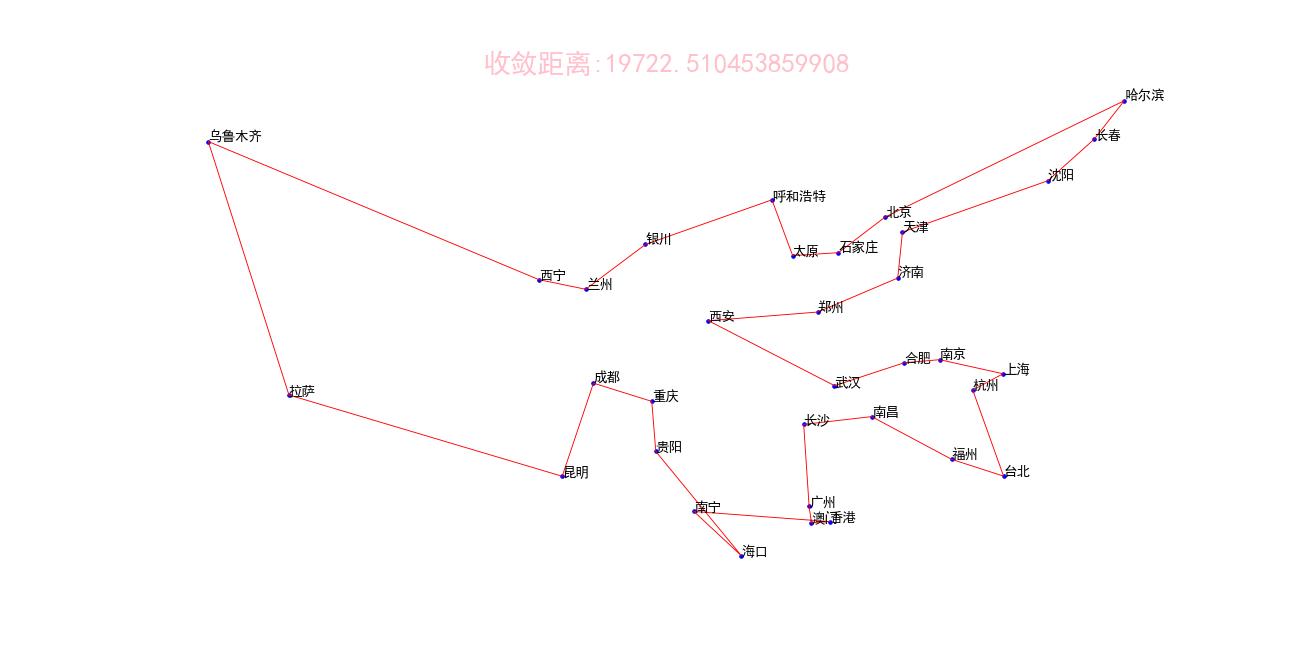 收敛距离:19722.510453859908
哈尔滨
乌鲁木齐
长春
沈阳
呼和浩特
北京
天津
银川
石家庄
太原
西宁
济南
兰州
郑州
西安
南京
合肥
上海
成都
武汉
杭州
拉萨
重庆
南昌
长沙
贵阳
福州
昆明
台北
广州
南宁
澳门
香港
海口